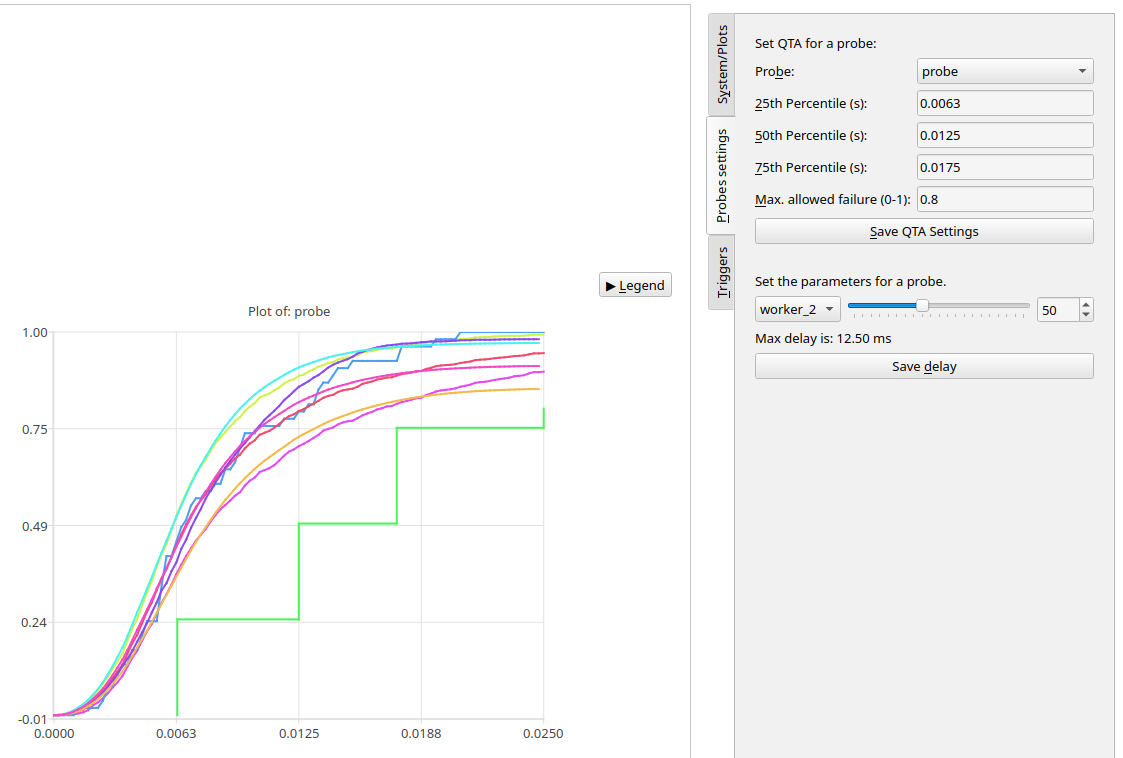 ▶ Legend
Plot of: probe
1.00
0.75
0.49
0.24
-0.01
0.0000 0.0063 0.0125 0.0188 0.0250
System/Plots
Probes settings
Triggers
Set QTA for a probe:
Probe: probe
25th Percentile (s): 0.0063
50th Percentile (s): 0.0125
75th Percentile (s): 0.0175
Max. allowed failure (0-1): 0.8
Save QTA Settings
Set the parameters for a probe.
worker_2 50
Max delay is: 12.50 ms
Save delay